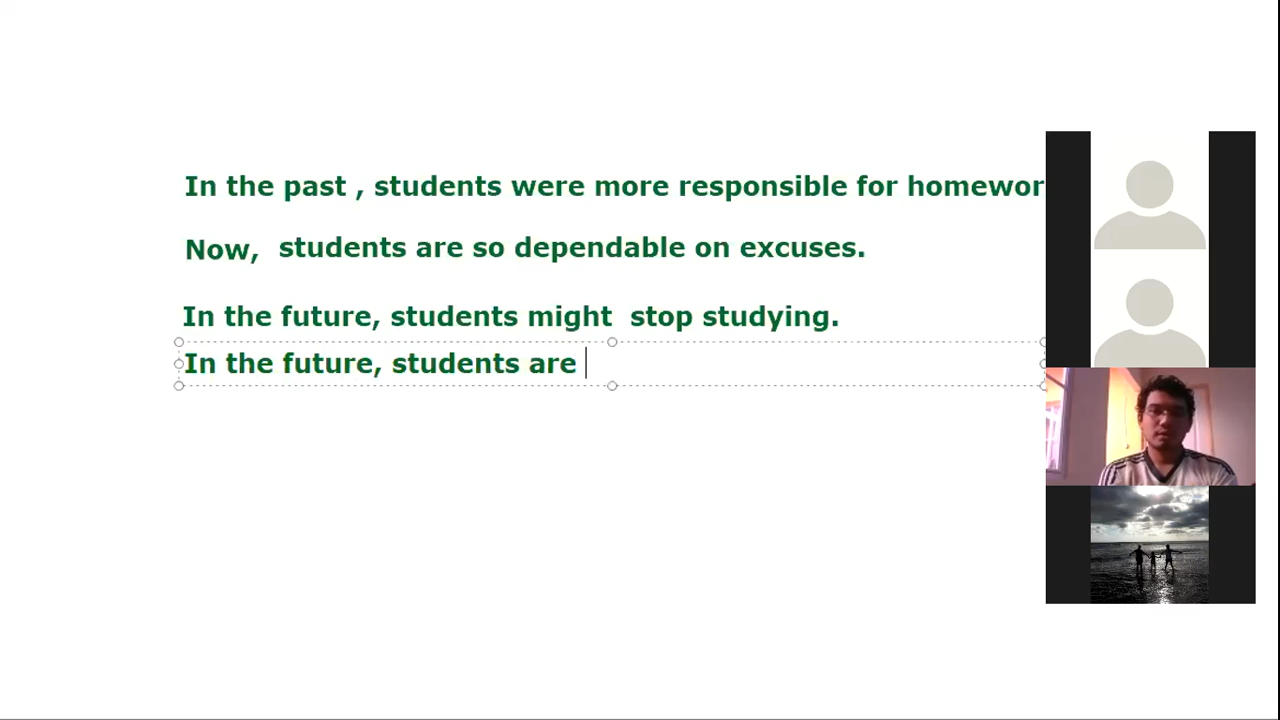 In the past , students were more responsible for homewor
Now, students are so dependable on excuses.
In the future, students might stop studying.
In the future, students are